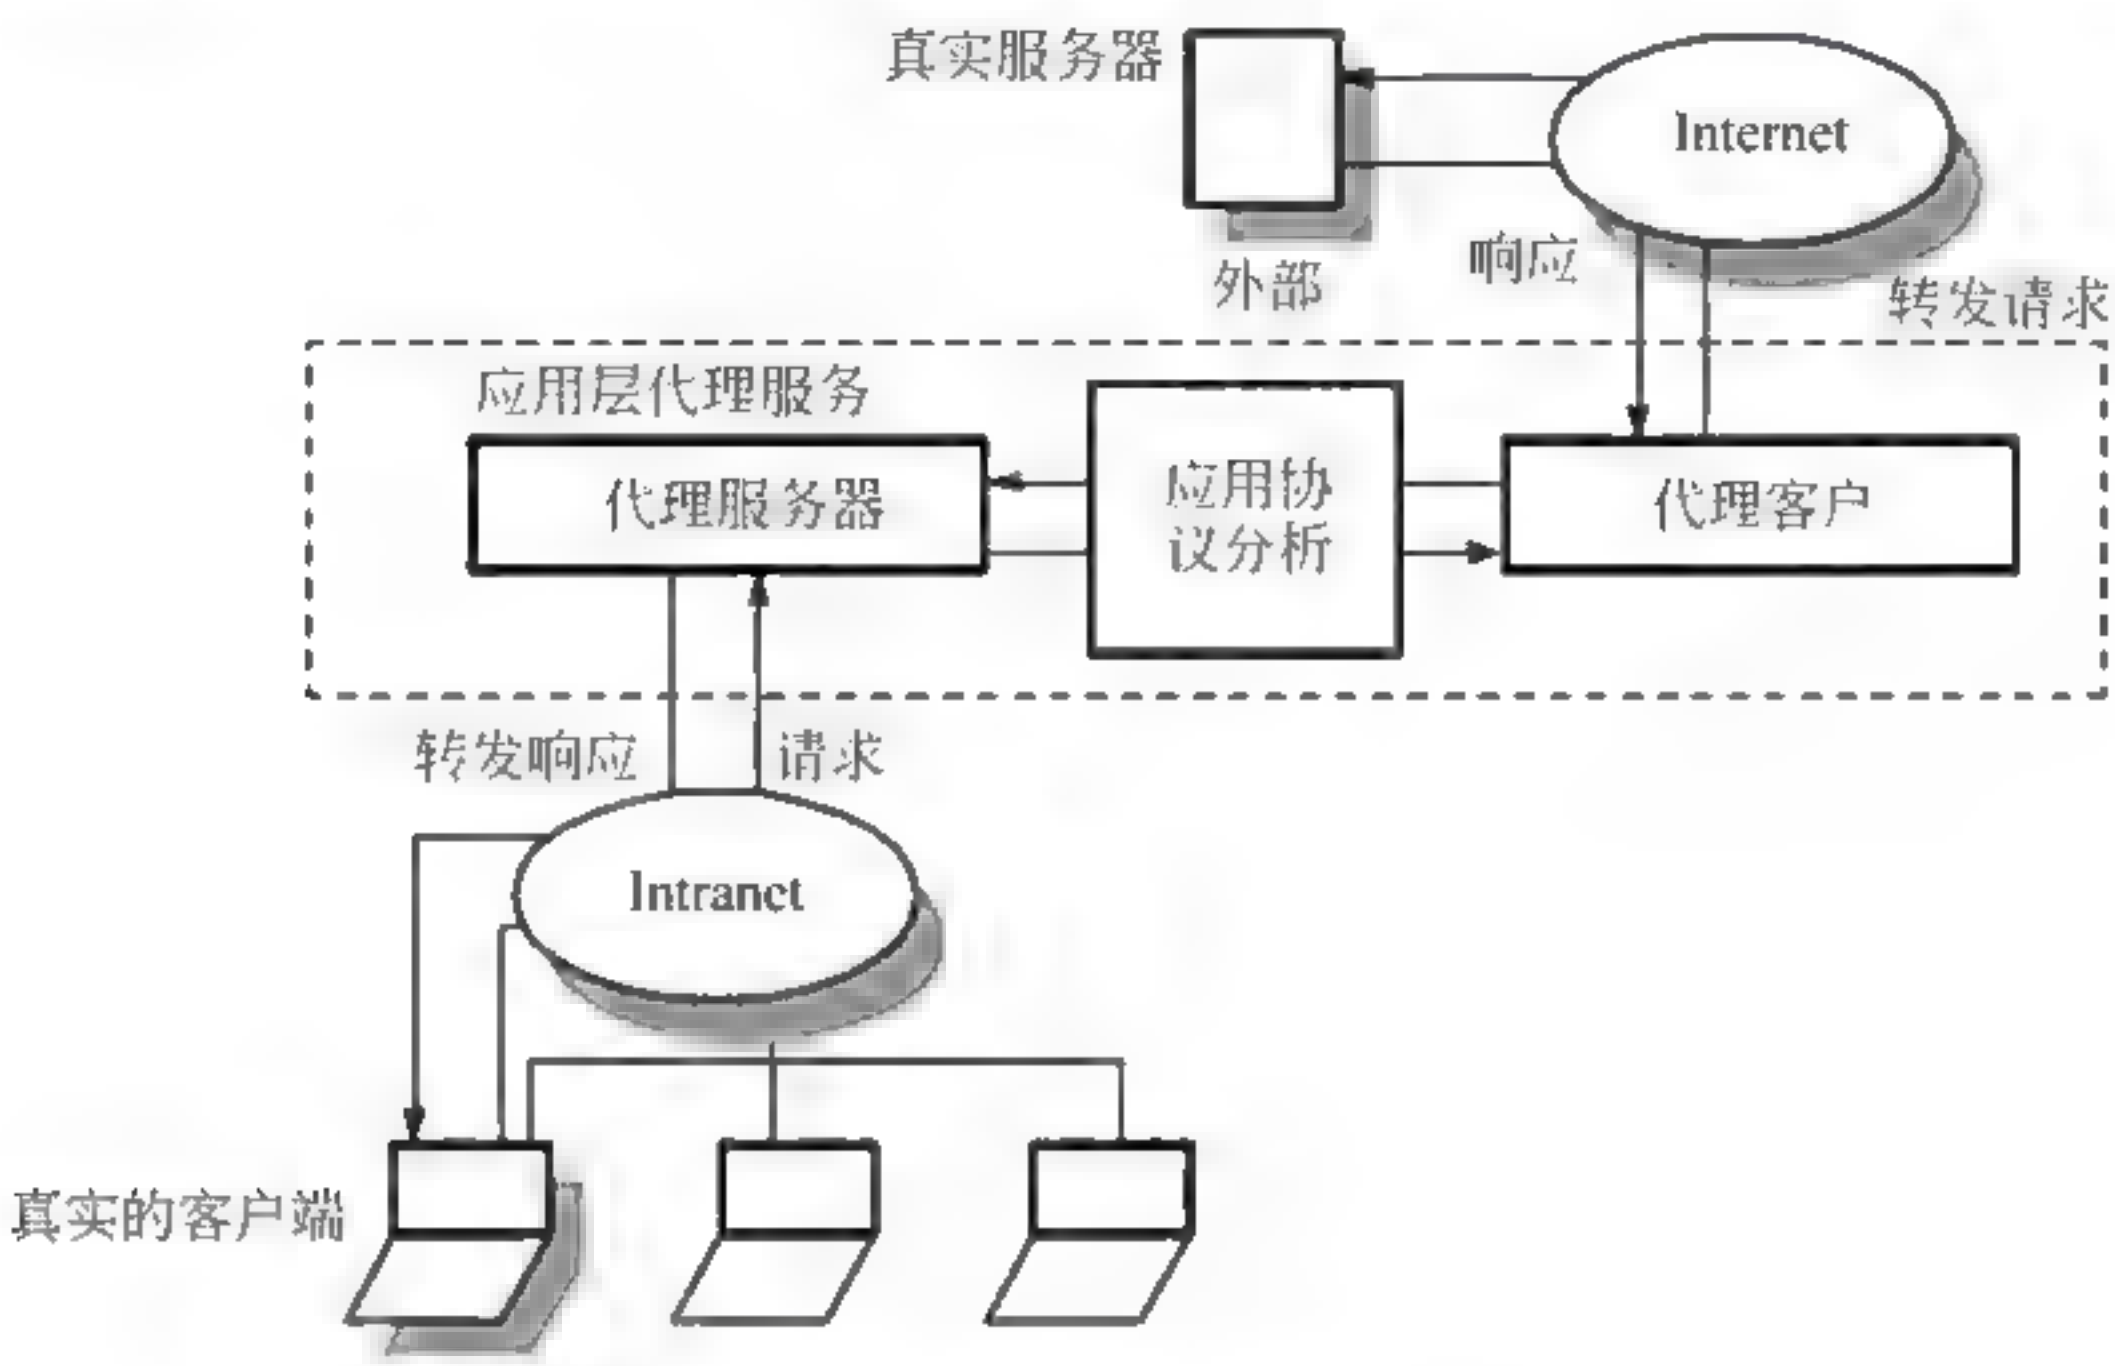 真实服务器
Internet
外部
响应
转发请求
应用层代理服务
代理服务器
应用协
议分析
代理客户
转发响应
请求
Intranet
真实的客户端